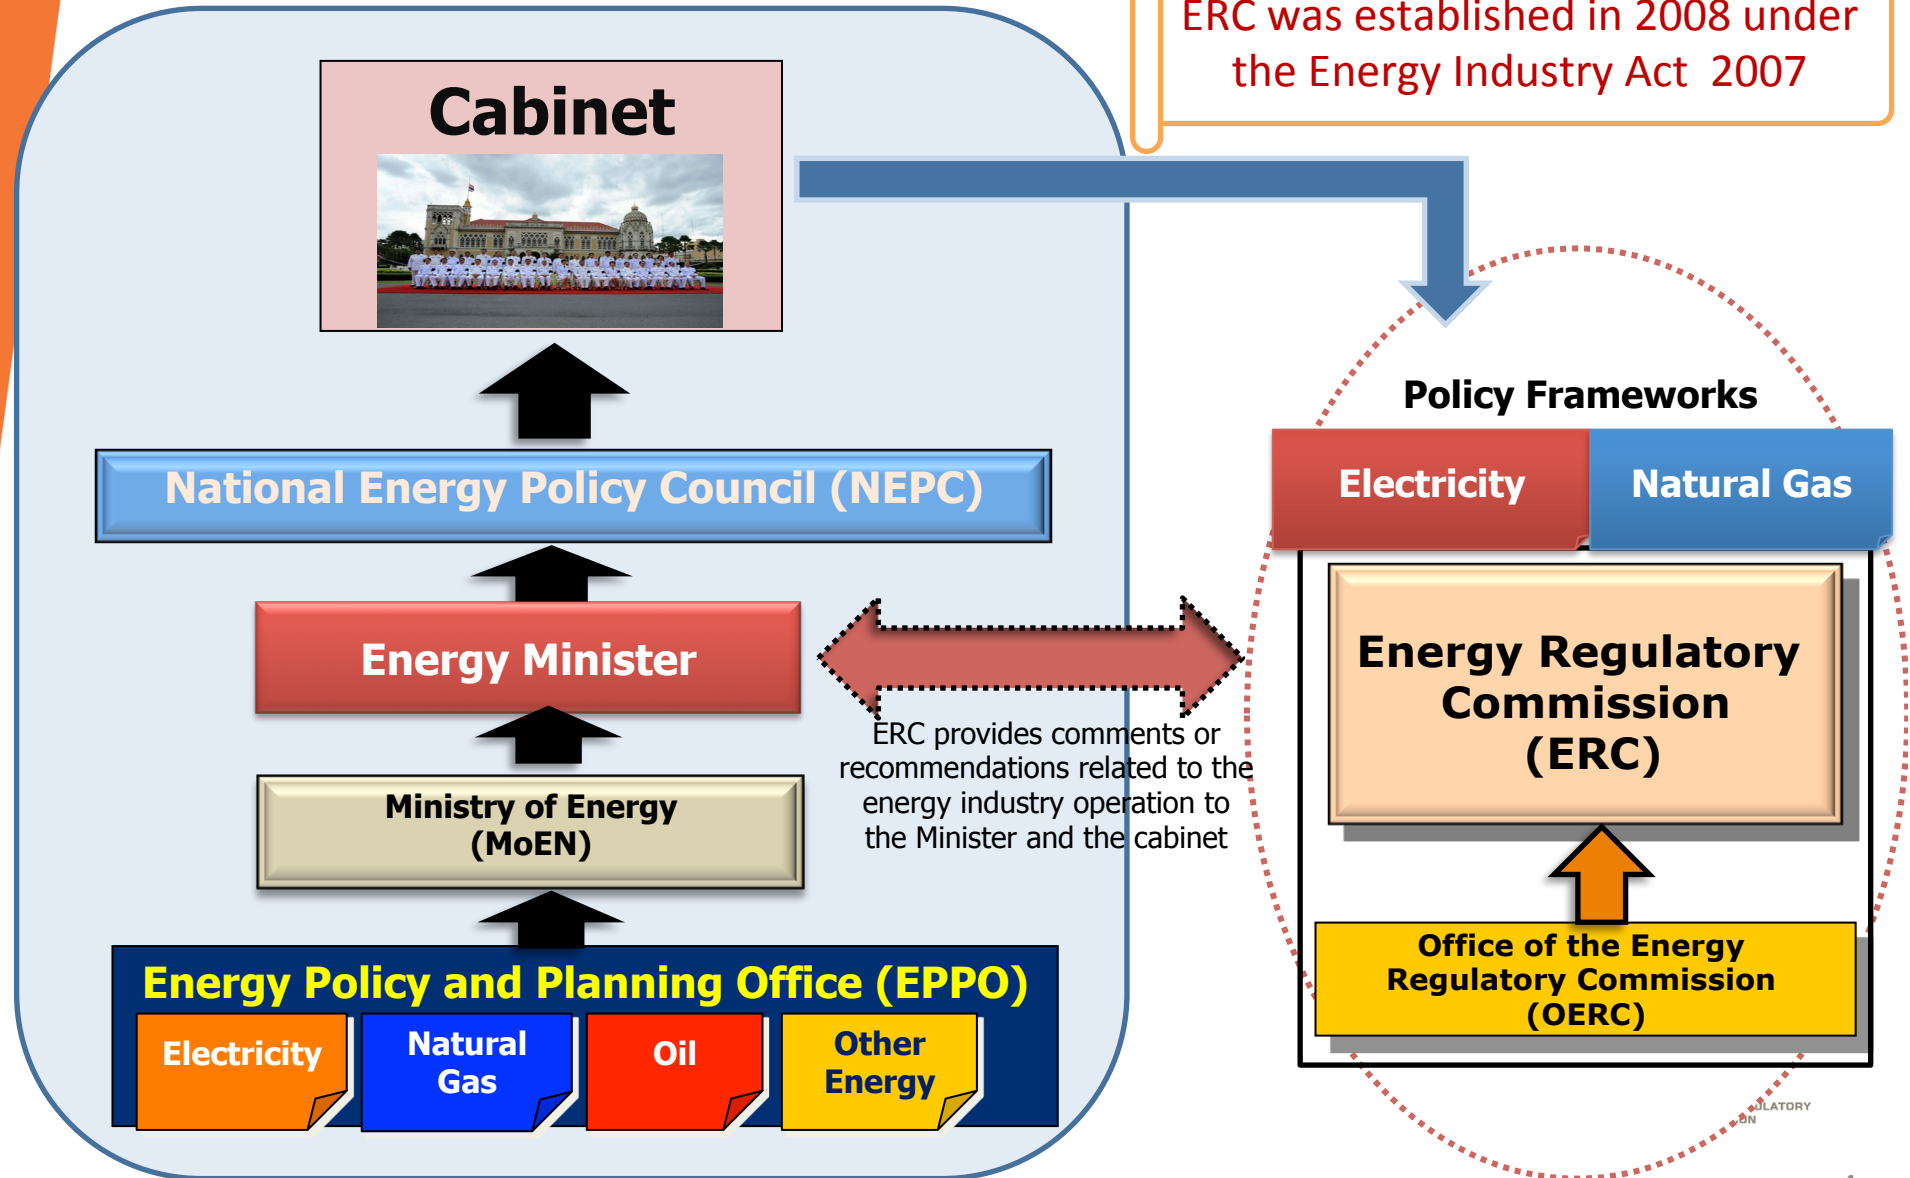 ERC was established in 2008 under
the Energy Industry Act 2007
Cabinet
Policy Frameworks
Electricity
Natural Gas
National Energy Policy Council (NEPC)
Energy Minister
Energy Regulatory
Commission
(ERC)
ERC provides comments or
recommendations related to the
energy industry operation to
the Minister and the cabinet
Ministry of Energy
(MoEN)
Office of the Energy
Regulatory Commission
(OERC)
Energy Policy and Planning Office (EPPO)
Electricity
Natural
Gas
Oil
Other
Energy